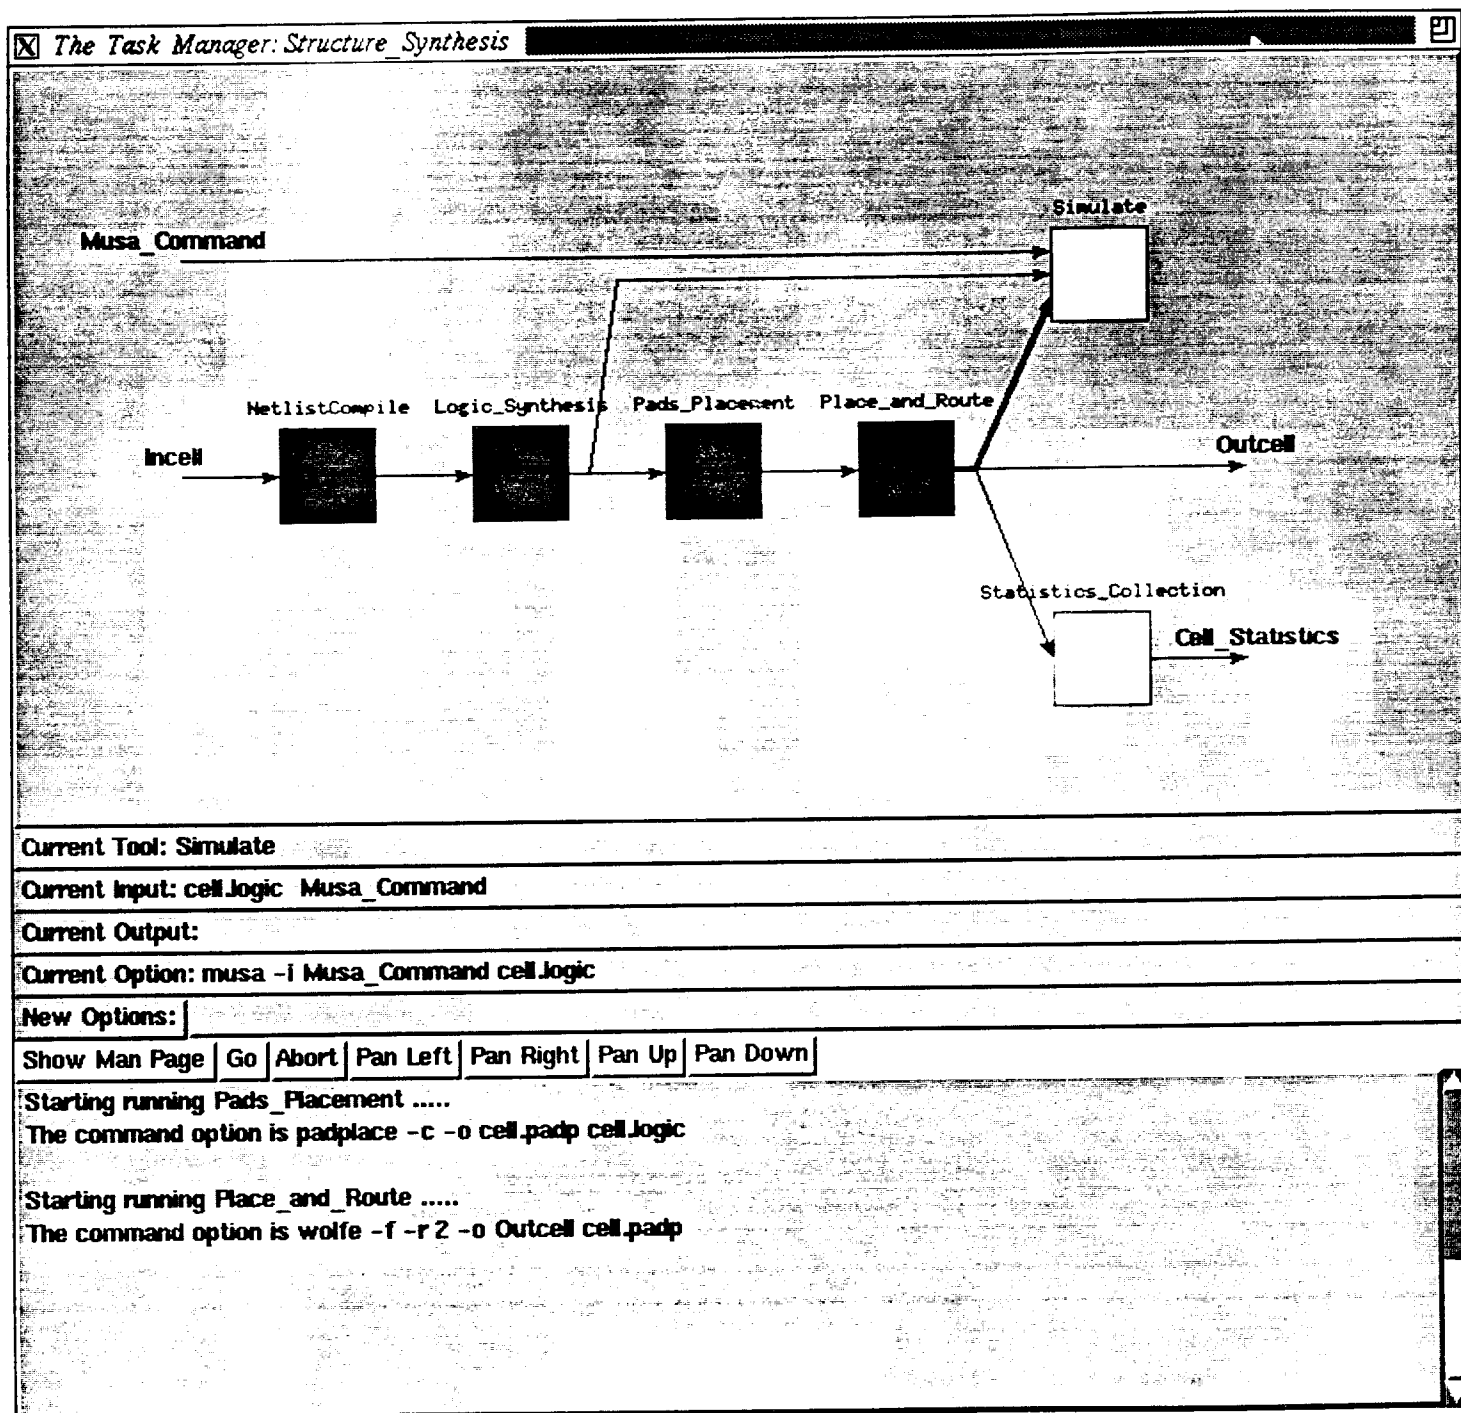 The Task Manager: Structure_Synthesis
Simulate
Musa_Command
NetlistCompile Logic_Synthesis Pads_Placement Place_and_Route
Incell
Outcell
Statistics_Collection
Cell_Statistics
Current Tool: Simulate
Current Input: cell.logic Musa_Command
Current Output:
Current Option: musa -i Musa_Command cell.logic
New Options:
Show Man Page Go Abort Pan Left Pan Right Pan Up Pan Down
Starting running Pads_Placement .....
The command option is padplace -c -o cell.padp cell.logic
Starting running Place_and_Route .....
The command option is wolfe -f -r 2 -o Outcell cell.padp